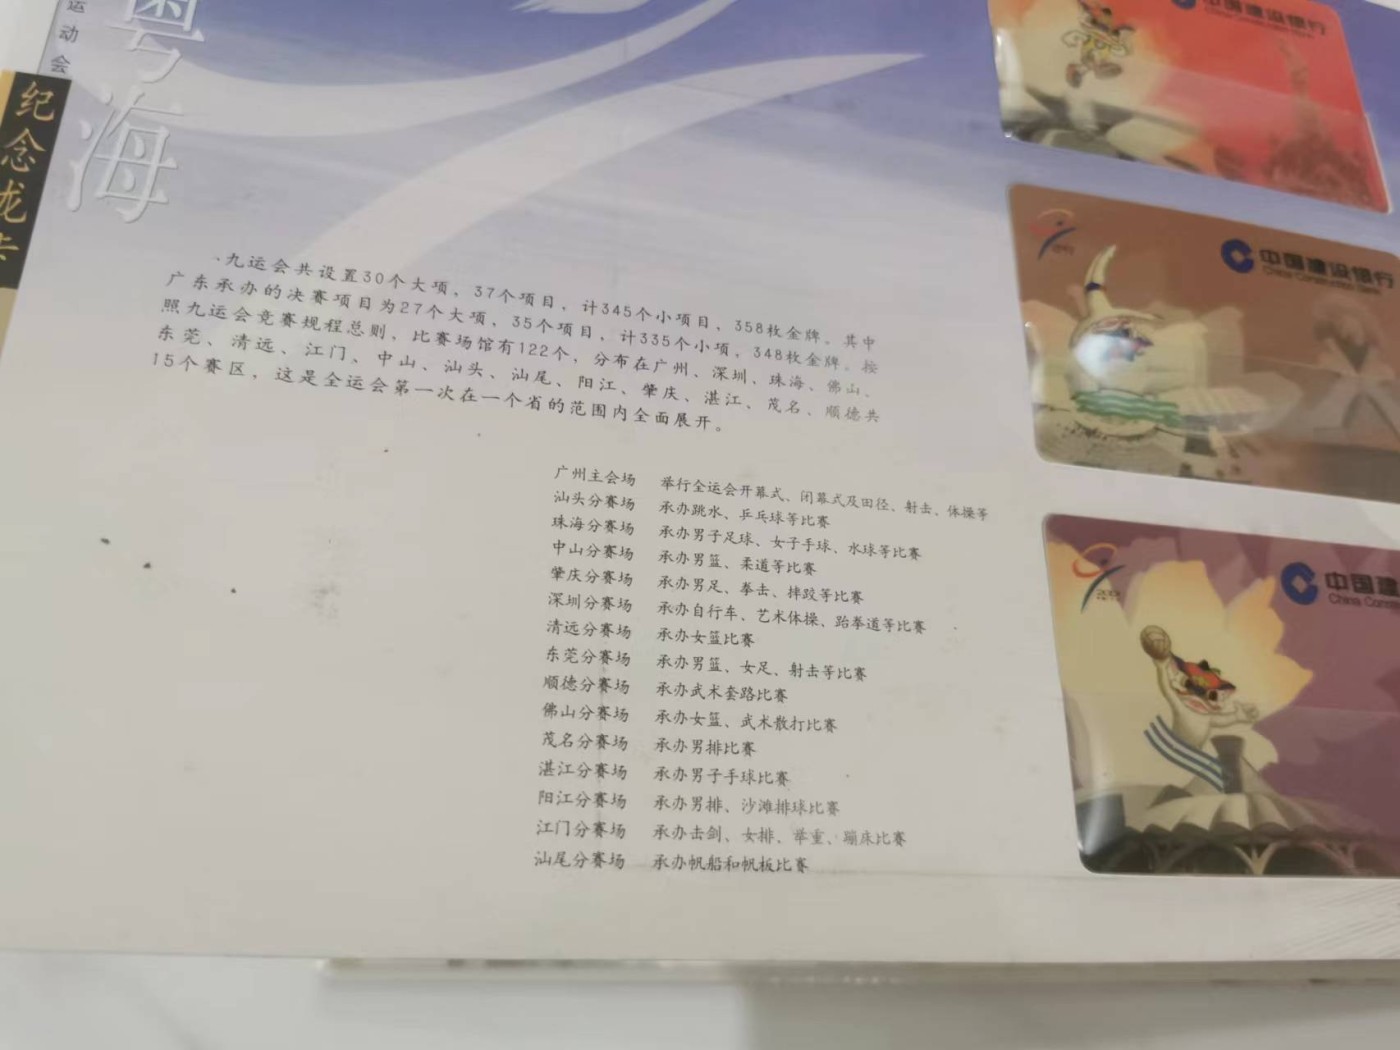 运动会
粤海
纪念龙卡
九运会共设置30个大项，37个项目，计345个小项目，358枚金牌。其中
广东承办的决赛项目为27个大项，35个项目，计335个小项，348枚金牌。按
照九运会竞赛规程总则，比赛场馆有122个，分布在广州、深圳、珠海、佛山、
东莞、清远、江门、中山、汕头、汕尾、阳江、肇庆、湛江、茂名、顺德共
15个赛区，这是全运会第一次在一个省的范围内全面展开。
广州主会场 举行全运会开幕式、闭幕式及田径、射击、体操等
汕头分赛场 承办跳水、乒乓球等比赛
珠海分赛场 承办男子足球、女子手球、水球等比赛
中山分赛场 承办男篮、柔道等比赛
肇庆分赛场 承办男足、拳击、摔跤等比赛
深圳分赛场 承办自行车、艺术体操、跆拳道等比赛
清远分赛场 承办女篮比赛
东莞分赛场 承办男篮、女足、射击等比赛
顺德分赛场 承办武术套路比赛
佛山分赛场 承办女篮、武术散打比赛
茂名分赛场 承办男排比赛
湛江分赛场 承办男子手球比赛
阳江分赛场 承办男排、沙滩排球比赛
江门分赛场 承办击剑、女排、举重、蹦床比赛
汕尾分赛场 承办帆船和帆板比赛
中国建设银行
China Construction Bank
中国建设银行
China Construction Bank
中国建
China Cons